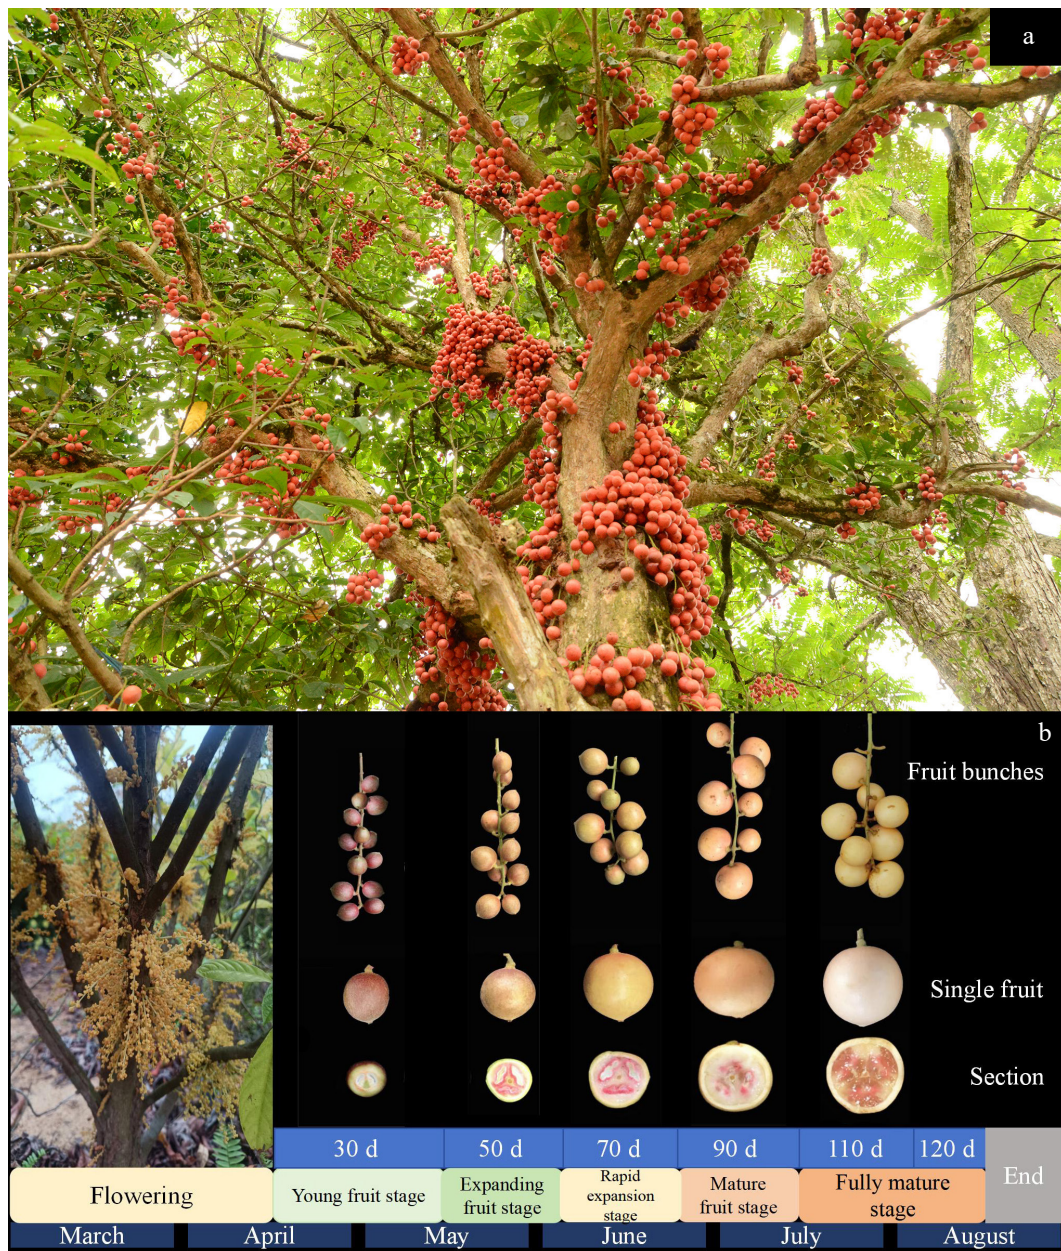 a
b
Fruit bunches
Single fruit
Section
30 d
50 d
70 d
90 d
110 d
120 d
End
Flowering
Young fruit stage
Expanding
fruit stage
Rapid
expansion
stage
Mature
fruit stage
Fully mature
stage
March
April
May
June
July
August